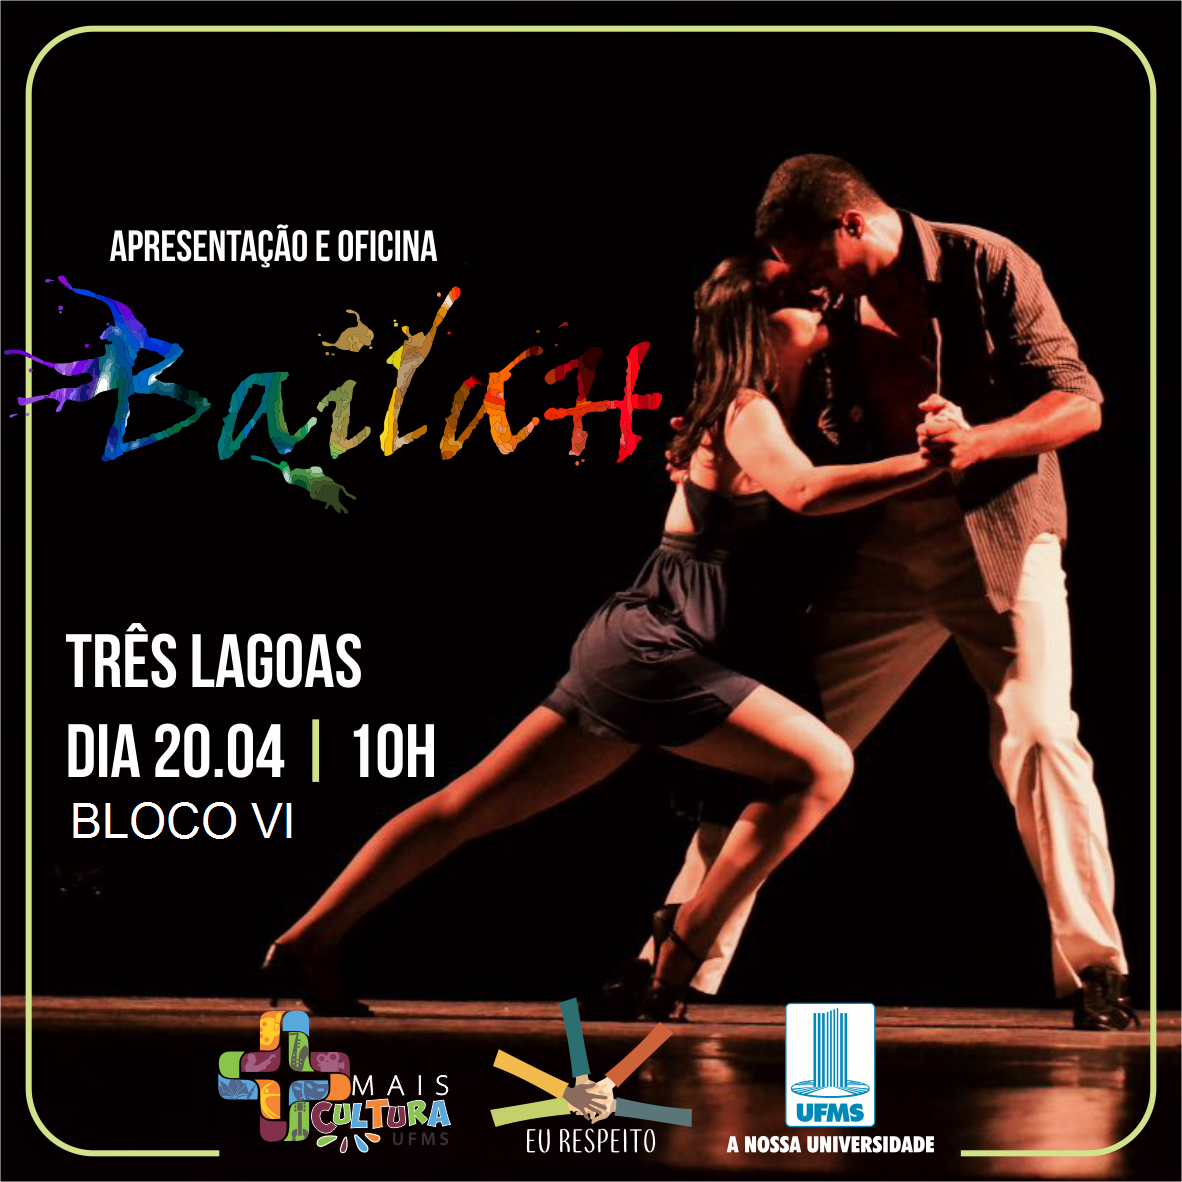 APRESENTAÇÃO E OFICINA
BailaH
TRÊS LAGOAS
DIA 20.04 | 10H
BLOCO VI
MAIS
CULTURA
UFMS
EU RESPEITO
UFMS
A NOSSA UNIVERSIDADE